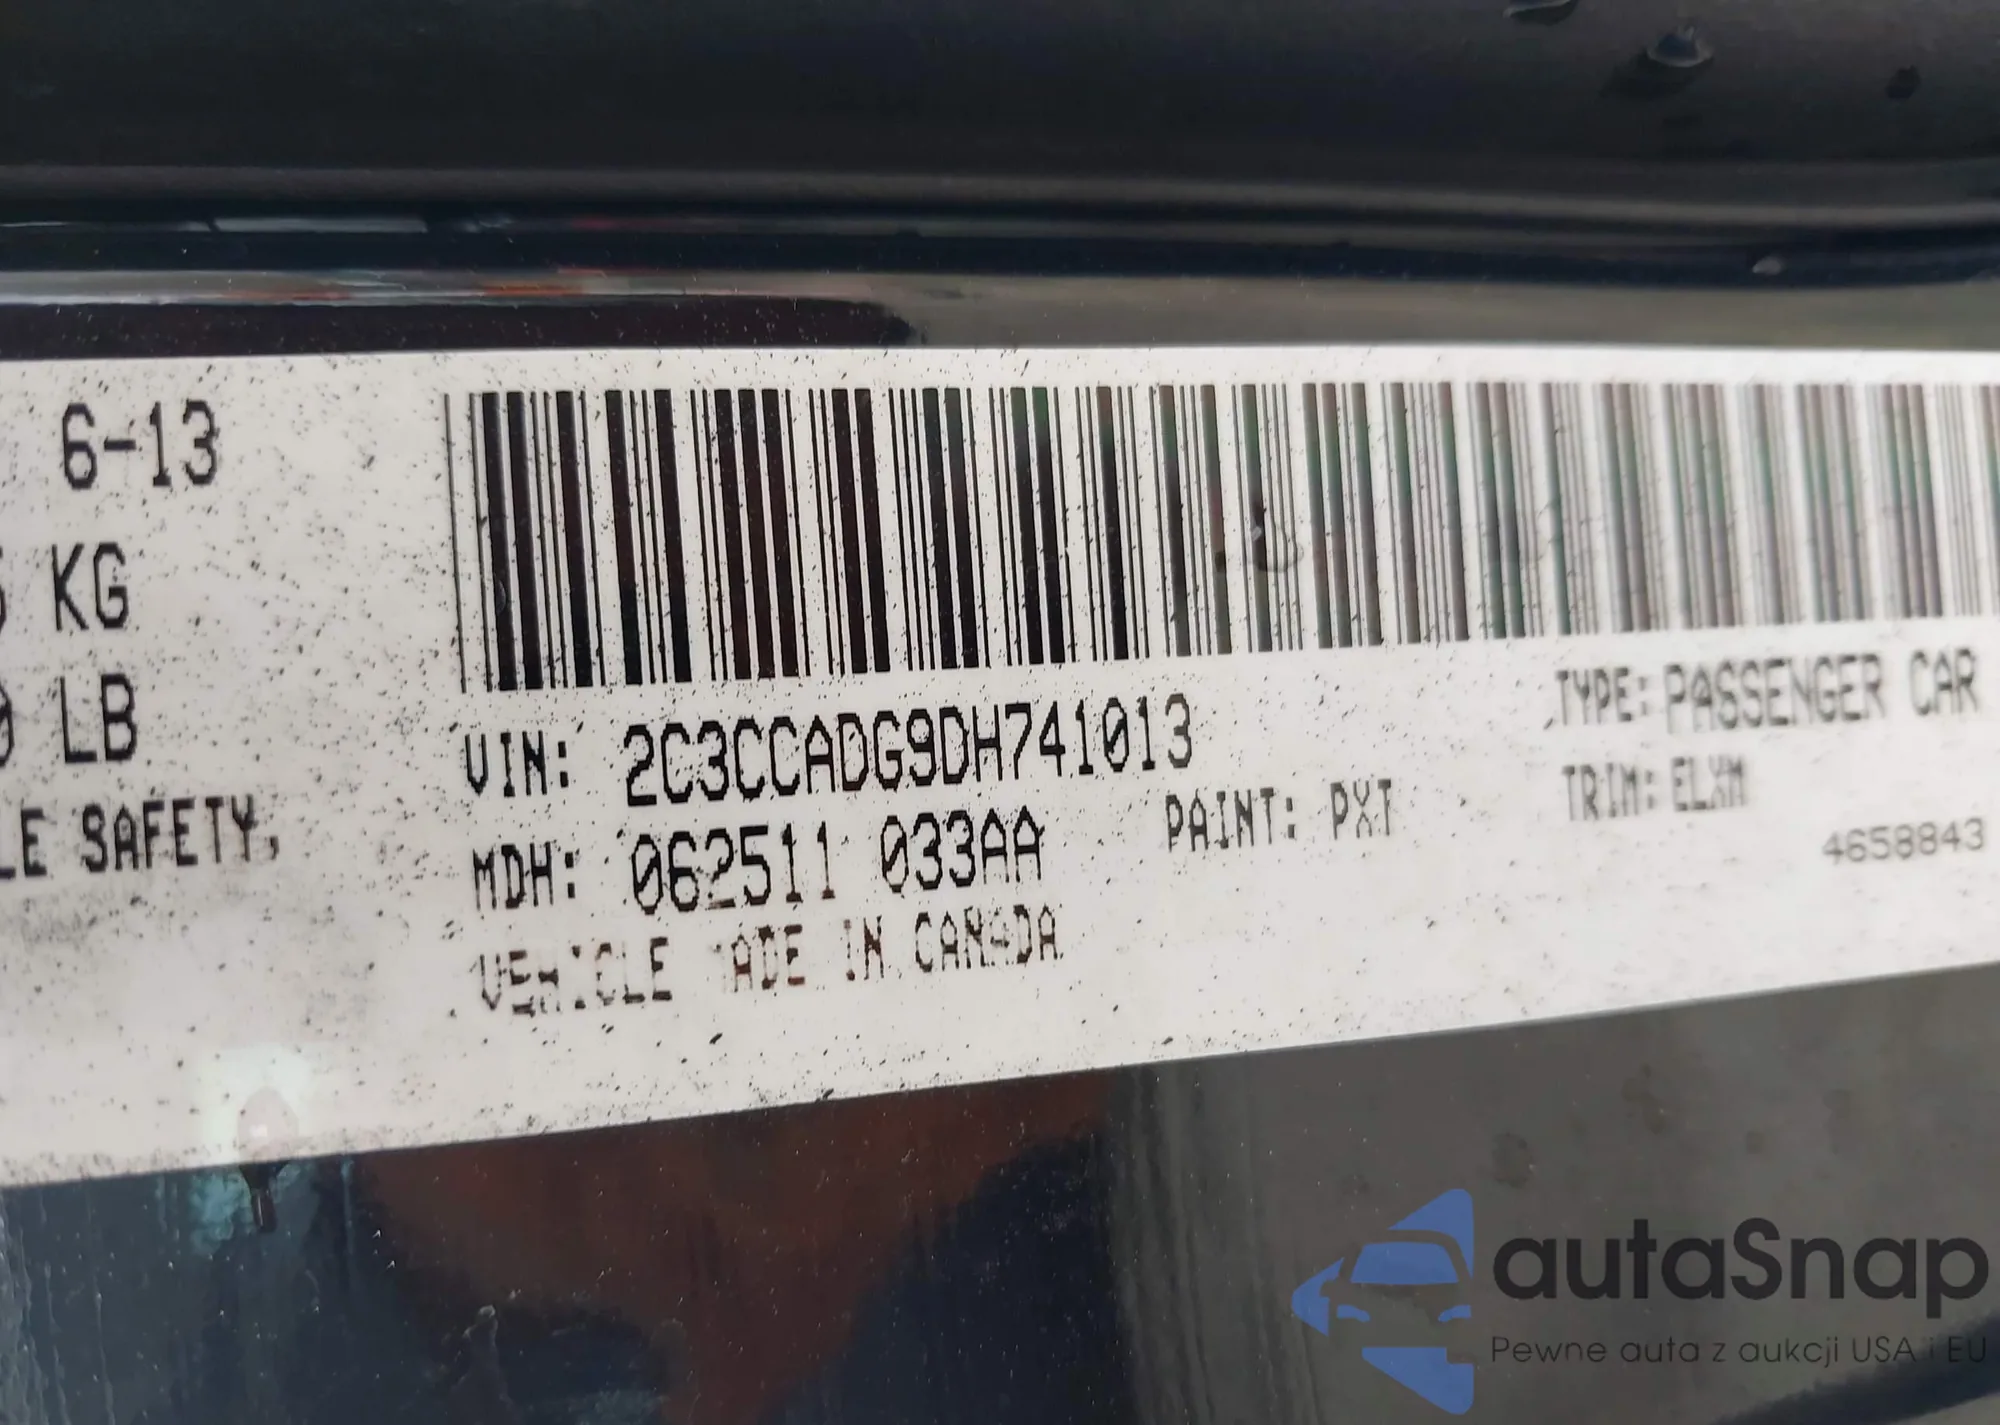 6-13
KG
LB
LE SAFETY,
VIN: 2C3CCADG9DH741013
TYPE: PASSENGER CAR
MDH: 062511 033AA
PAINT: PXT
TRIM: ELXM
4658843
VEHICLE MADE IN CANADA
autaSnap
Pewne auta z aukcji USA i EU